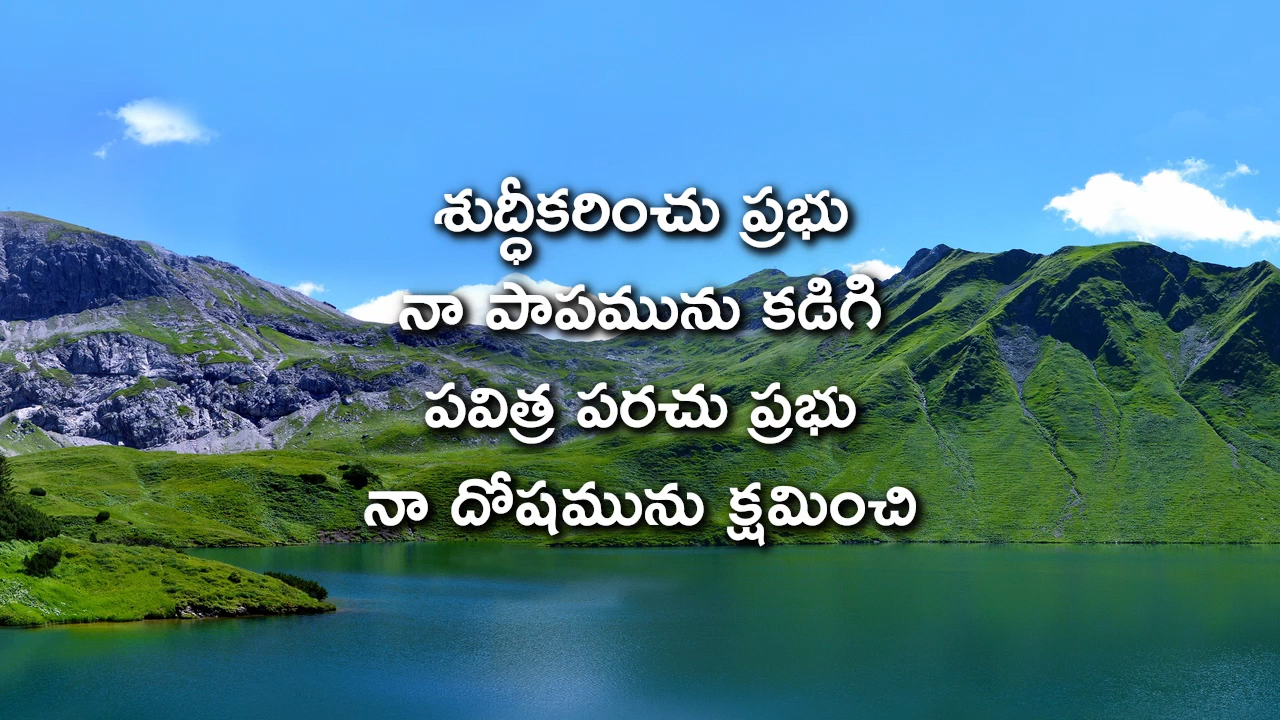 శుద్ధీకరించు ప్రభు
నా పాపమును కడిగి
పవిత్ర పరచు ప్రభు
నా దోషమును క్షమించి